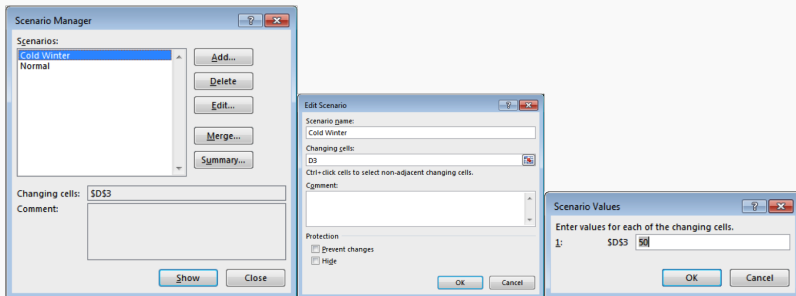 Scenario Manager
Scenarios:
Cold Winter
Normal
Add...
Delete
Edit...
Merge...
Summary...
Changing cells: $D$3
Comment:
Show Close
Edit Scenario
Scenario name:
Cold Winter
Changing cells:
D3
Ctrl+click cells to select non-adjacent changing cells.
Comment:
Protection
Prevent changes
Hide
OK Cancel
Scenario Values
Enter values for each of the changing cells.
1: $D$3 50
OK Cancel